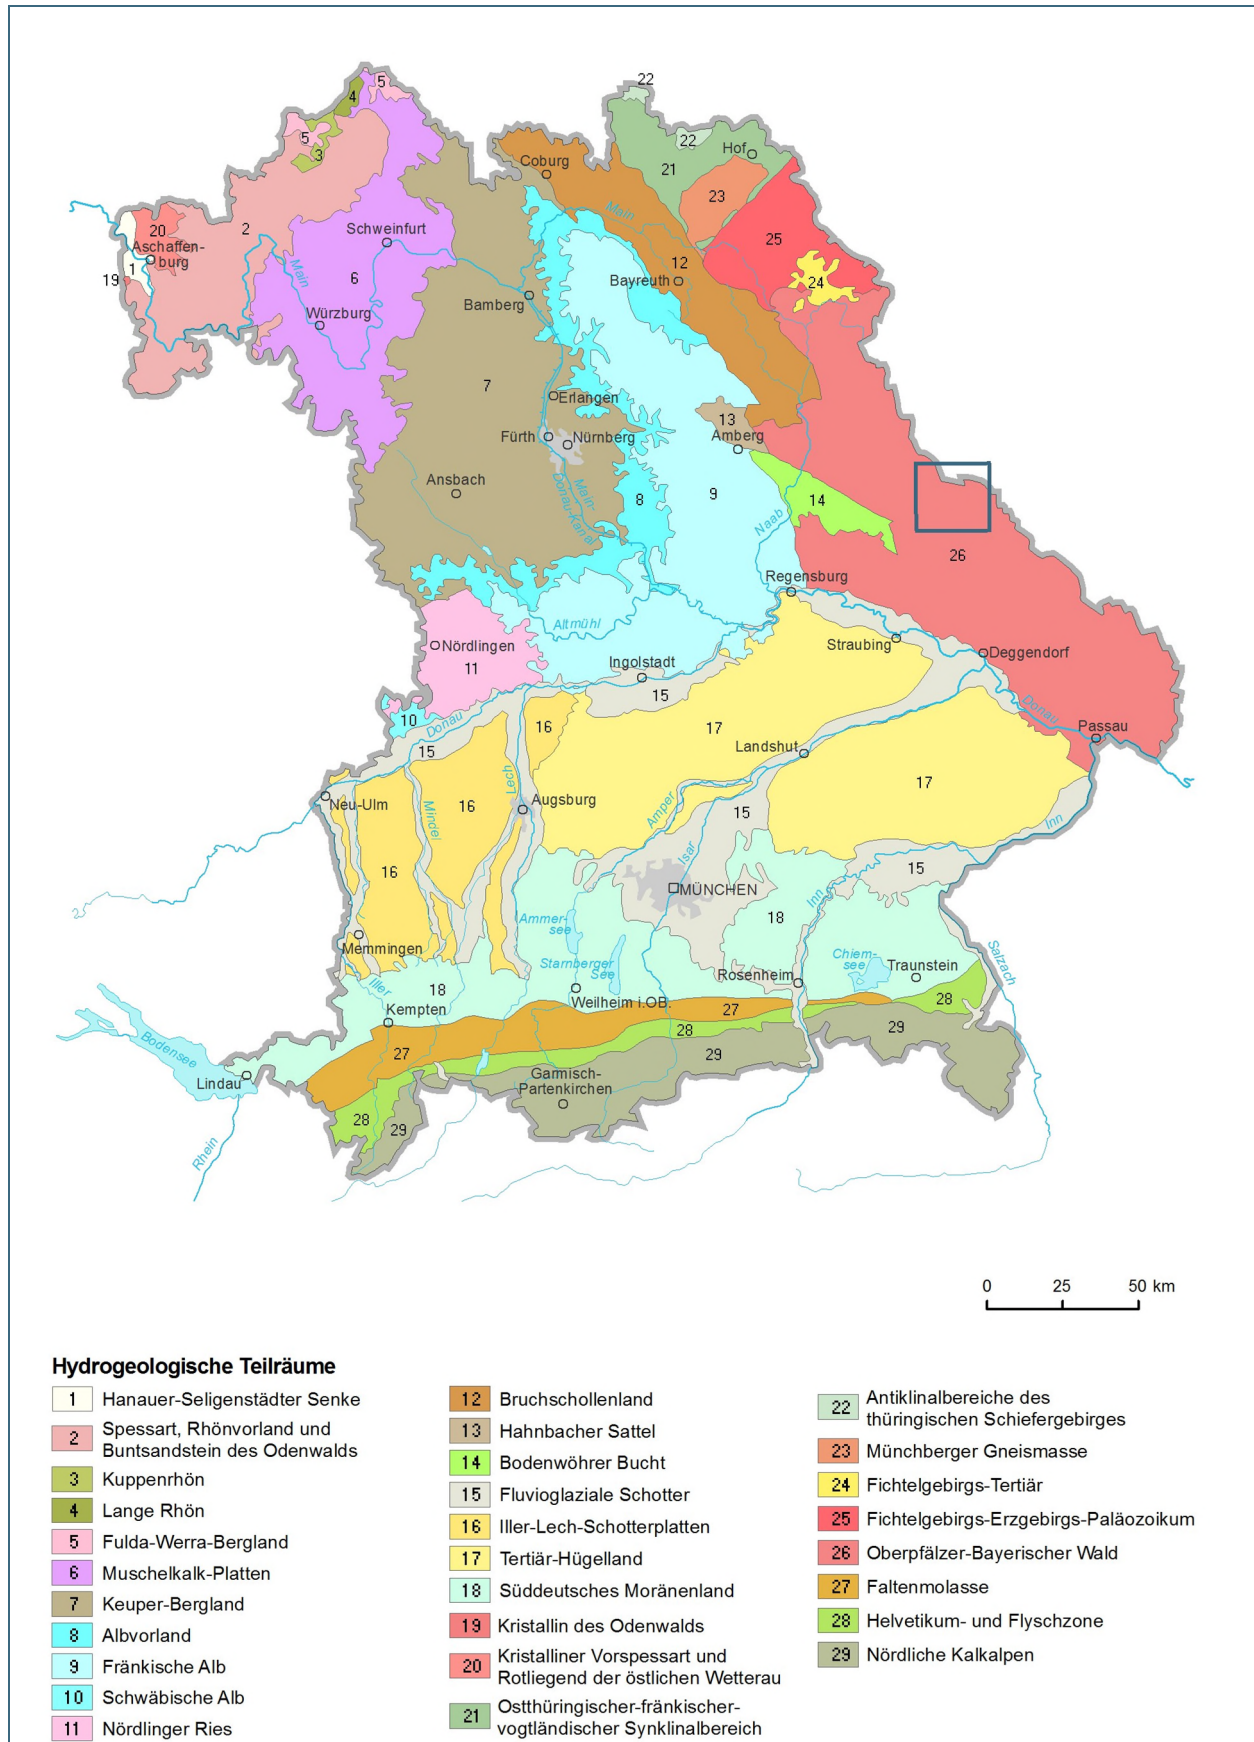 22
5
4
5
3
22
Hof
21
23
Coburg
20
2
Aschaffen-
burg
1
19
Main
Schweinfurt
6
Main
25
12
24
Bayreuth
Bamberg
Würzburg
7
Erlangen
13
Fürth
Nürnberg
Amberg
Ansbach
Main-
Donau-Kanal
8
9
14
Naab
26
Regensburg
Altmühl
Straubing
Nördlingen
11
Ingolstadt
Deggendorf
15
10
Donau
15
16
17
Donau
Passau
Landshut
Neu-Ulm
Mindel
16
Lech
Augsburg
Amper
15
17
Inn
16
Isar
MÜNCHEN
Inn
15
Memmingen
Ammer-
see
18
Salzach
Iller
18
Starnberger
See
Rosenheim
Chiem-
see
Traunstein
Kempten
Weilheim i.OB.
27
28
28
29
Bodensee
27
29
Lindau
Garmisch-
Partenkirchen
28
29
Rhein
0 25 50 km
Hydrogeologische Teilräume
1 Hanauer-Seligenstädter Senke
2 Spessart, Rhönvorland und
Buntsandstein des Odenwalds
3 Kuppenrhön
4 Lange Rhön
5 Fulda-Werra-Bergland
6 Muschelkalk-Platten
7 Keuper-Bergland
8 Albvorland
9 Fränkische Alb
10 Schwäbische Alb
11 Nördlinger Ries
12 Bruchschollenland
13 Hahnbacher Sattel
14 Bodenwöhrer Bucht
15 Fluvioglaziale Schotter
16 Iller-Lech-Schotterplatten
17 Tertiär-Hügelland
18 Süddeutsches Moränenland
19 Kristallin des Odenwalds
20 Kristalliner Vorspessart und
Rotliegend der östlichen Wetterau
21 Ostthüringischer-fränkischer-
vogtländischer Synklinalbereich
22 Antiklinalbereiche des
thüringischen Schiefergebirges
23 Münchberger Gneismasse
24 Fichtelgebirgs-Tertiär
25 Fichtelgebirgs-Erzgebirgs-Paläozoikum
26 Oberpfälzer-Bayerischer Wald
27 Faltenmolasse
28 Helvetikum- und Flyschzone
29 Nördliche Kalkalpen